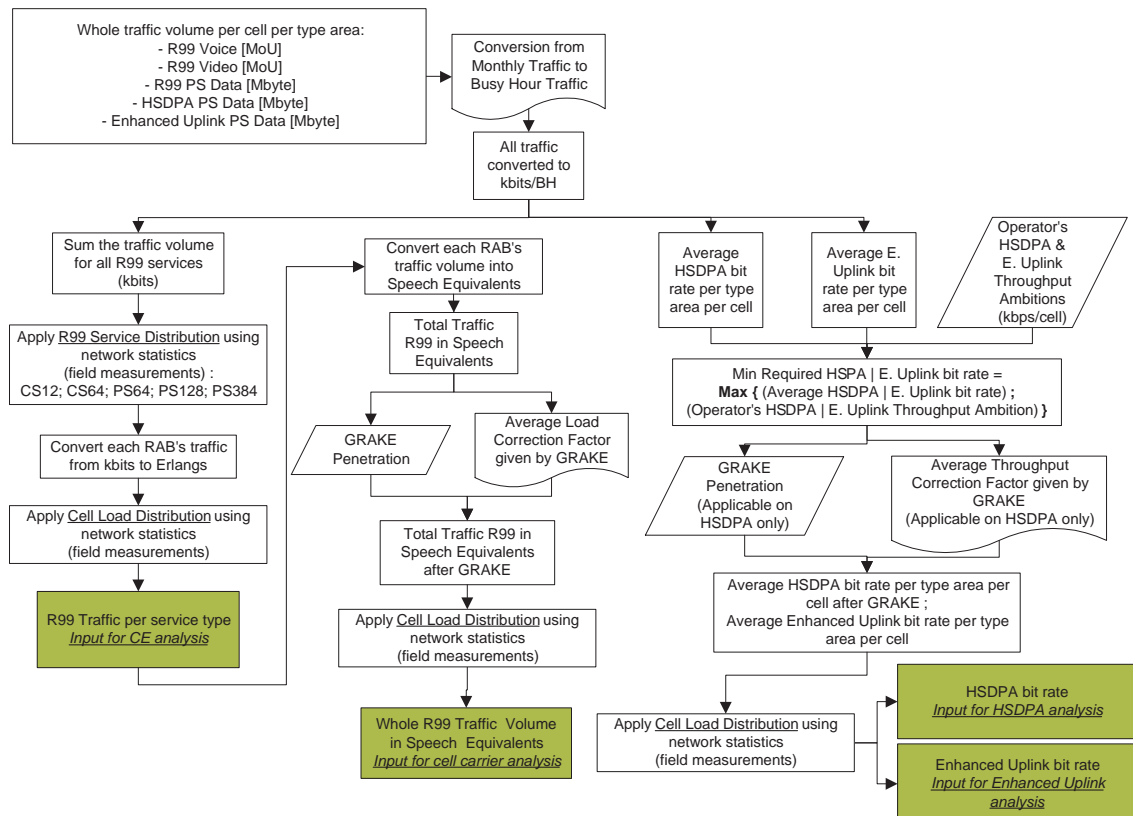 Whole traffic volume per cell per type area:
- R99 Voice [MoU]
- R99 Video [MoU]
- R99 PS Data [Mbyte]
- HSDPA PS Data [Mbyte]
- Enhanced Uplink PS Data [Mbyte]
Conversion from
Monthly Traffic to
Busy Hour Traffic
All traffic
converted to
kbits/BH
Sum the traffic volume
for all R99 services
(kbits)
Apply R99 Service Distribution using
network statistics
(field measurements) :
CS12; CS64; PS64; PS128; PS384
Convert each RAB's traffic
from kbits to Erlangs
Apply Cell Load Distribution using
network statistics
(field measurements)
R99 Traffic per service type
Input for CE analysis
Convert each RAB's
traffic volume into
Speech Equivalents
Total Traffic
R99 in Speech
Equivalents
GRAKE
Penetration
Average Load
Correction Factor
given by GRAKE
Total Traffic R99 in
Speech Equivalents
after GRAKE
Apply Cell Load Distribution using
network statistics
(field measurements)
Whole R99 Traffic Volume
in Speech Equivalents
Input for cell carrier analysis
Average
HSDPA bit
rate per type
area per cell
Average E.
Uplink bit
rate per type
area per cell
Operator's
HSDPA &
E. Uplink
Throughput
Ambitions
(kbps/cell)
Min Required HSPA | E. Uplink bit rate =
Max { (Average HSDPA | E. Uplink bit rate) ;
(Operator's HSDPA | E. Uplink Throughput Ambition) }
GRAKE
Penetration
(Applicable on
HSDPA only)
Average Throughput
Correction Factor given by
GRAKE
(Applicable on HSDPA only)
Average HSDPA bit rate per type area per
cell after GRAKE ;
Average Enhanced Uplink bit rate per type
area per cell
Apply Cell Load Distribution using
network statistics
(field measurements)
HSDPA bit rate
Input for HSDPA analysis
Enhanced Uplink bit rate
Input for Enhanced Uplink
analysis